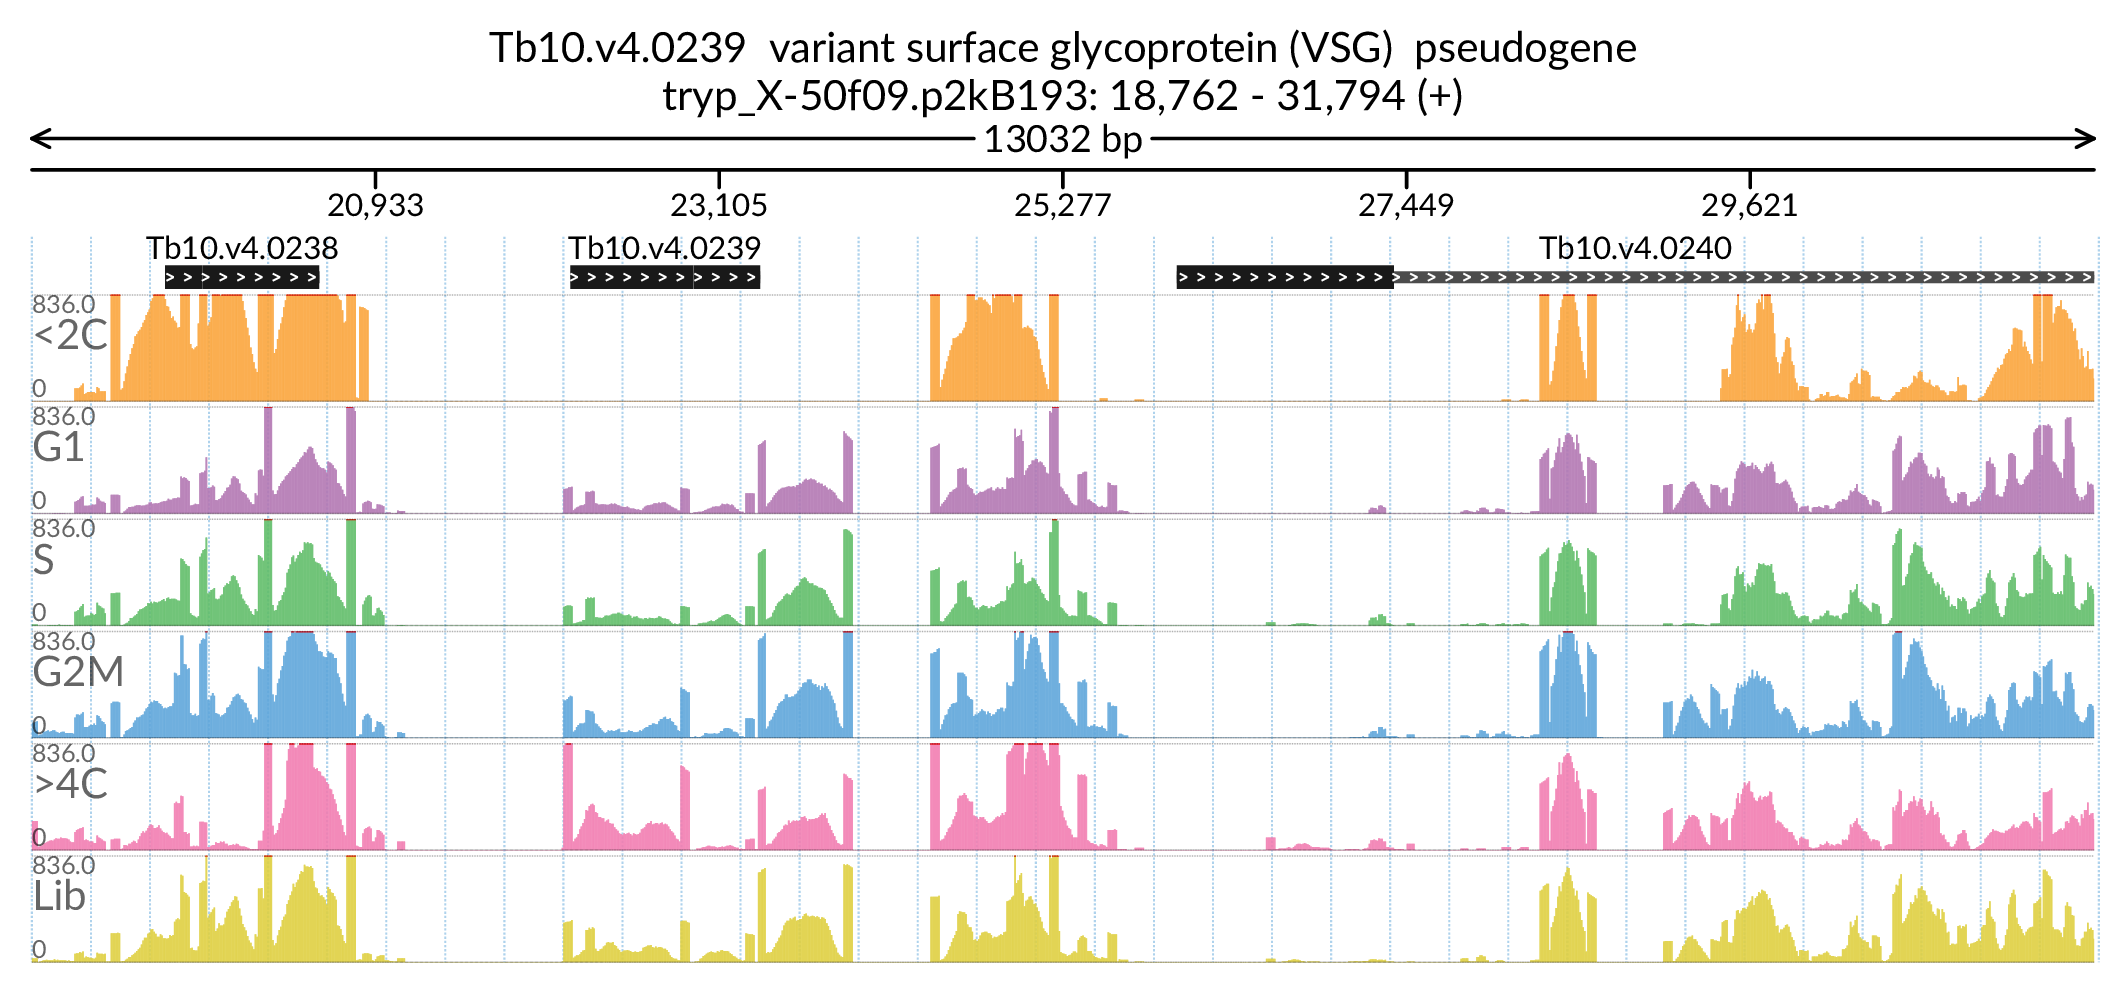 Tb10.v4.0239 variant surface glycoprotein (VSG) pseudogene
tryp_X-50f09.p2kB193: 18,762 - 31,794 (+)
13032 bp
20,933 23,105 25,277 27,449 29,621
Tb10.v4.0238 Tb10.v4.0239 Tb10.v4.0240
836.0
<2C
0
836.0
G1
0
836.0
S
0
836.0
G2M
0
836.0
>4C
0
836.0
Lib
0